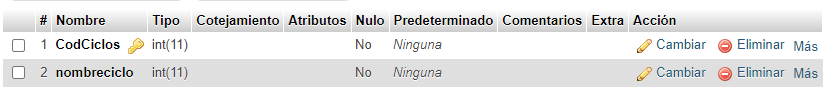 # Nombre Tipo Cotejamiento Atributos Nulo Predeterminado Comentarios Extra Acción
1 CodCiclos int(11) No Ninguna Cambiar Eliminar Más
2 nombreciclo int(11) No Ninguna Cambiar Eliminar Más